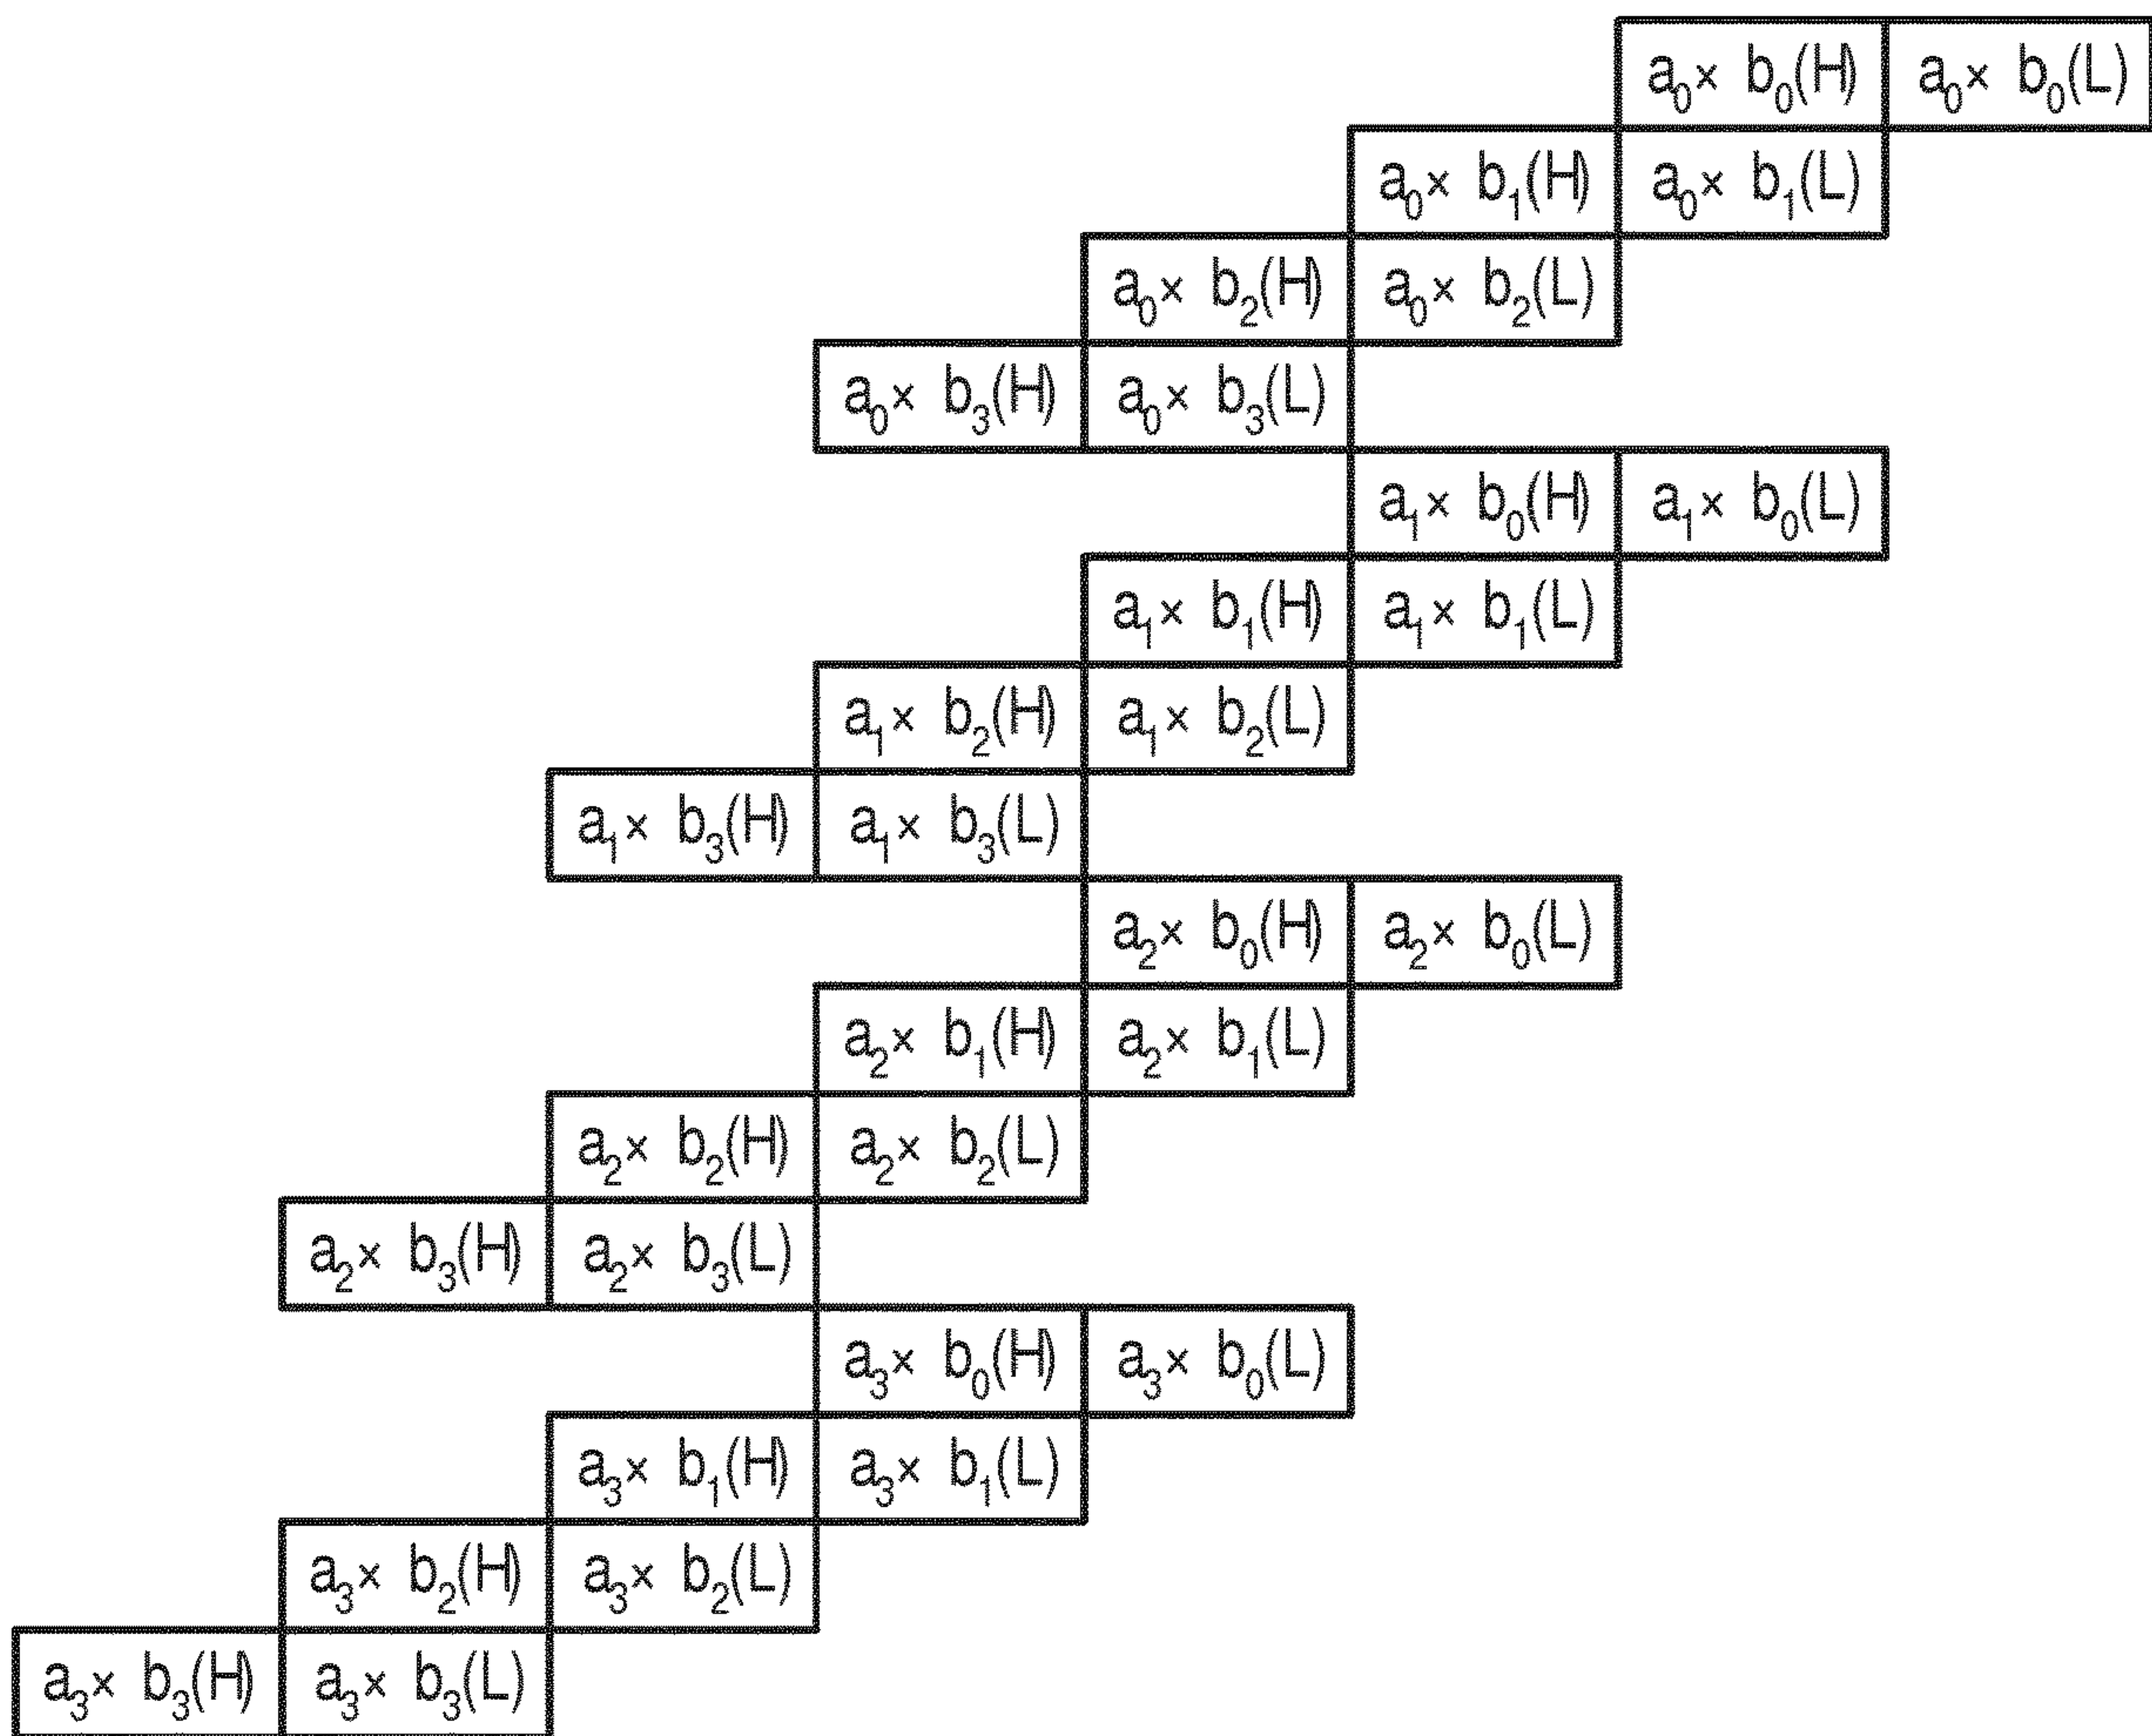 a₀× b₀(H) a₀× b₀(L)
a₀× b₁(H) a₀× b₁(L)
a₀× b₂(H) a₀× b₂(L)
a₀× b₃(H) a₀× b₃(L)
a₁× b₀(H) a₁× b₀(L)
a₁× b₁(H) a₁× b₁(L)
a₁× b₂(H) a₁× b₂(L)
a₁× b₃(H) a₁× b₃(L)
a₂× b₀(H) a₂× b₀(L)
a₂× b₁(H) a₂× b₁(L)
a₂× b₂(H) a₂× b₂(L)
a₂× b₃(H) a₂× b₃(L)
a₃× b₀(H) a₃× b₀(L)
a₃× b₁(H) a₃× b₁(L)
a₃× b₂(H) a₃× b₂(L)
a₃× b₃(H) a₃× b₃(L)